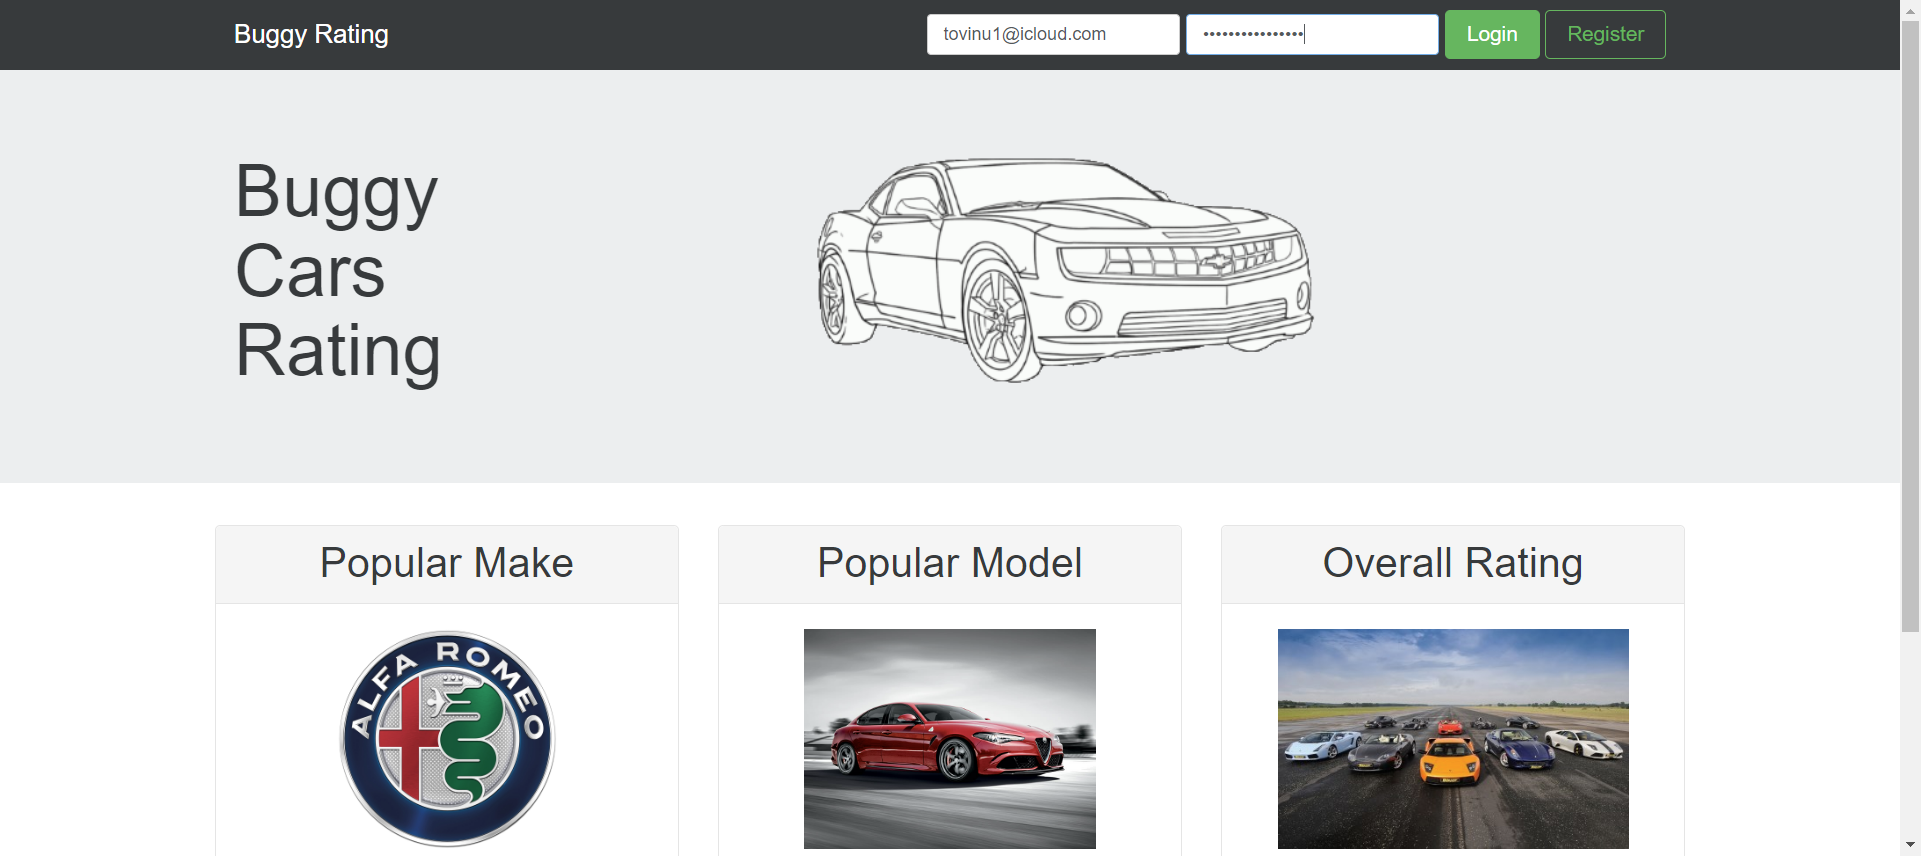 Buggy Rating
tovinu1@icloud.com
••••••••••••••••
Login
Register
Buggy
Cars
Rating
Popular Make
Popular Model
Overall Rating
ALFA ROMEO